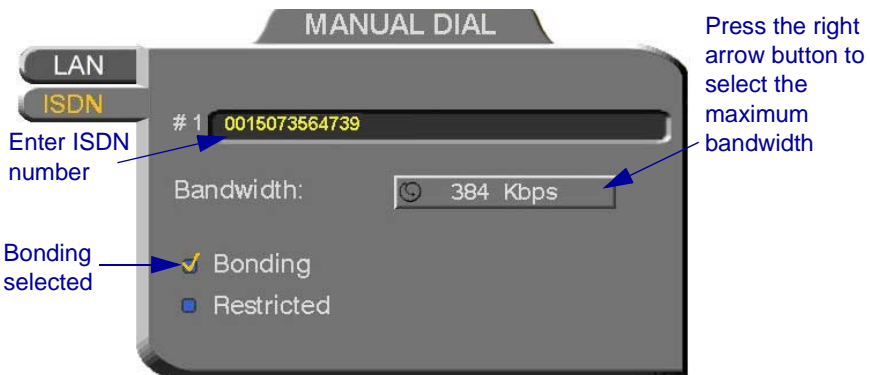 MANUAL DIAL
LAN
ISDN
# 1 0015073564739
Bandwidth: 384 Kbps
Bonding
Restricted
Enter ISDN
number
Bonding
selected
Press the right
arrow button to
select the
maximum
bandwidth